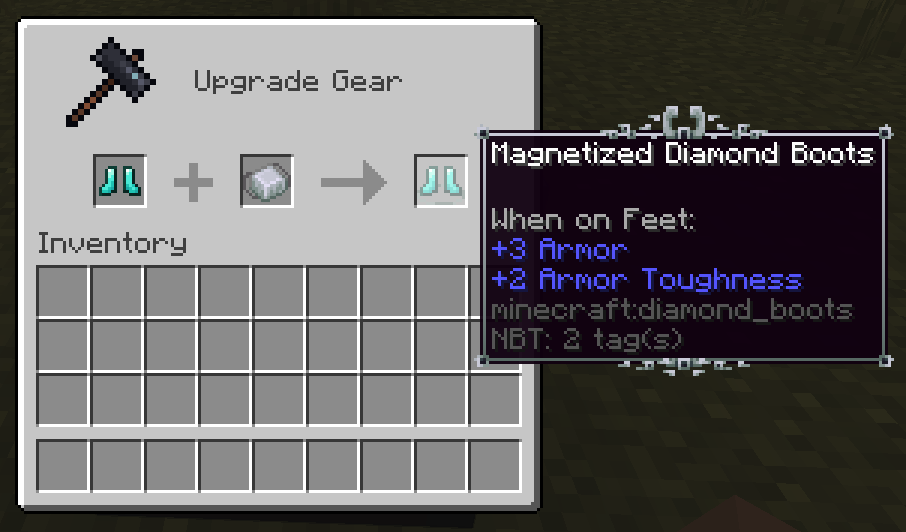 Upgrade Gear
Magnetized Diamond Boots
When on Feet:
+3 Armor
+2 Armor Toughness
minecraft:diamond_boots
NBT: 2 tag(s)
Inventory